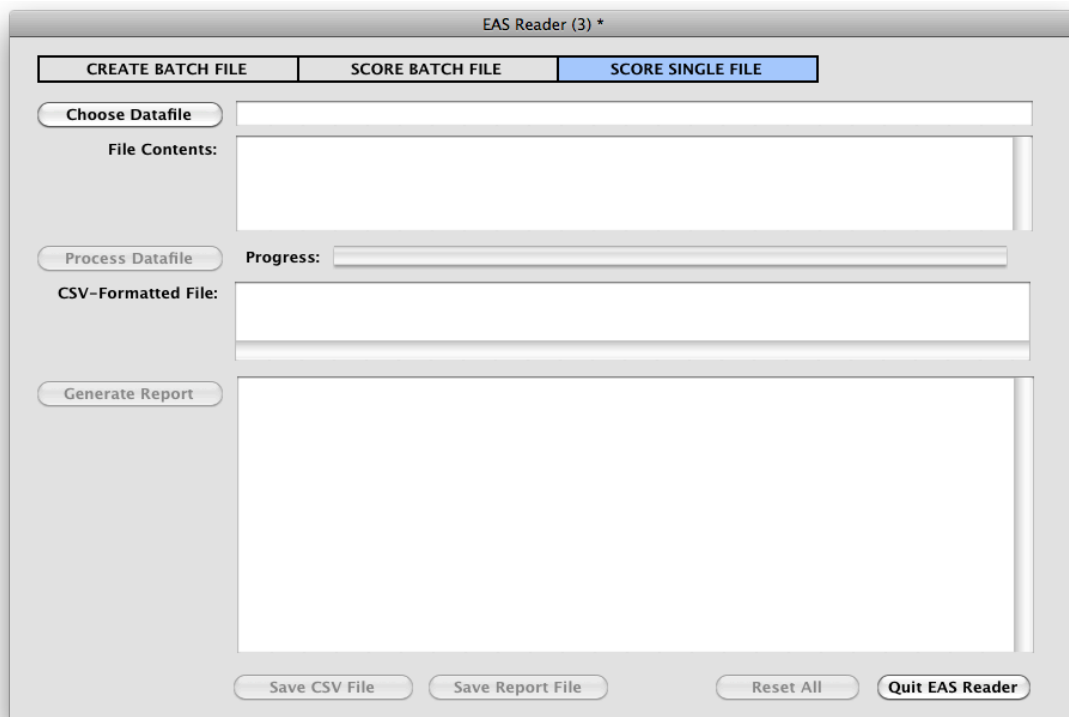 EAS Reader (3) *
CREATE BATCH FILE SCORE BATCH FILE SCORE SINGLE FILE
Choose Datafile
File Contents:
Process Datafile Progress:
CSV-Formatted File:
Generate Report
Save CSV File Save Report File Reset All Quit EAS Reader